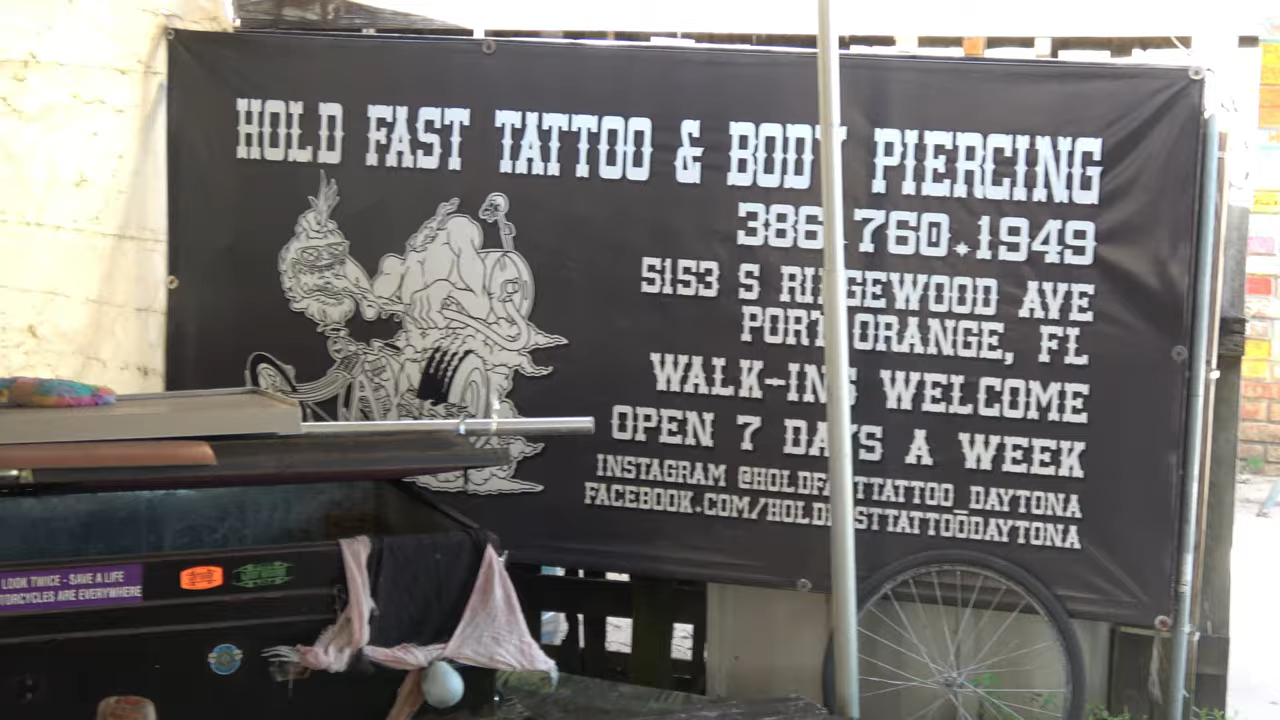 HOLD FAST TATTOO & BODY PIERCING
386.760.1949
5153 S RIDGEWOOD AVE
PORT ORANGE, FL
WALK-INS WELCOME
OPEN 7 DAYS A WEEK
INSTAGRAM @HOLDFASTTATTOO_DAYTONA
FACEBOOK.COM/HOLDFASTTATTOODAYTONA
LOOK TWICE - SAVE A LIFE
MOTORCYCLES ARE EVERYWHERE